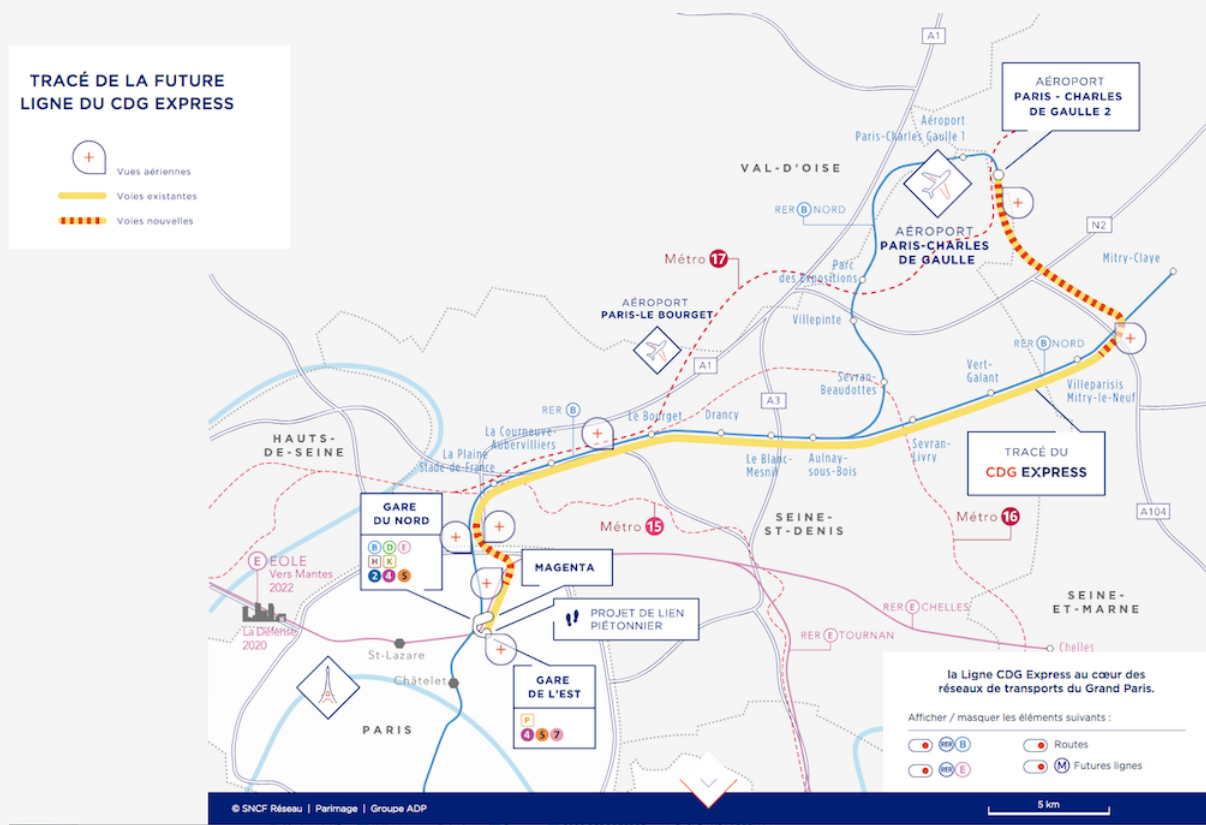 TRACÉ DE LA FUTURE
LIGNE DU CDG EXPRESS
Vues aériennes
Voies existantes
Voies nouvelles
A1
AÉROPORT
PARIS - CHARLES
DE GAULLE 2
Aéroport
Paris-Charles Gaulle 1
VAL-D'OISE
RER B NORD
AÉROPORT
PARIS-CHARLES
DE GAULLE
N2
Mitry-Claye
Métro 17
Parc
des Expositions
AÉROPORT
PARIS-LE BOURGET
Villepinte
RER B NORD
A1
Vert-
Galant
Villeparisis
Mitry-le-Neuf
Sevran-
Beaudottes
A3
RER B
Le Bourget
Drancy
La Courneuve-
Aubervilliers
HAUTS-
DE-SEINE
La Plaine
Stade-de-France
Le Blanc-
Mesnil
Aulnay-
sous-Bois
Sevran-
Livry
TRACÉ DU
CDG EXPRESS
GARE
DU NORD
B D E
H K
2 4 5
Métro 15
SEINE-
ST-DENIS
Métro 16
A104
E EOLE
Vers Mantes
2022
MAGENTA
La Défense
2020
PROJET DE LIEN
PIÉTONNIER
RER E CHELLES
SEINE-
ET-MARNE
RER E TOURNAN
St-Lazare
Chelles
Châtelet
GARE
DE L'EST
P
4 5 7
PARIS
la Ligne CDG Express au cœur des
réseaux de transports du Grand Paris.
Afficher / masquer les éléments suivants :
RER B
Routes
RER E
M Futures lignes
© SNCF Réseau | Parimage | Groupe ADP
5 km